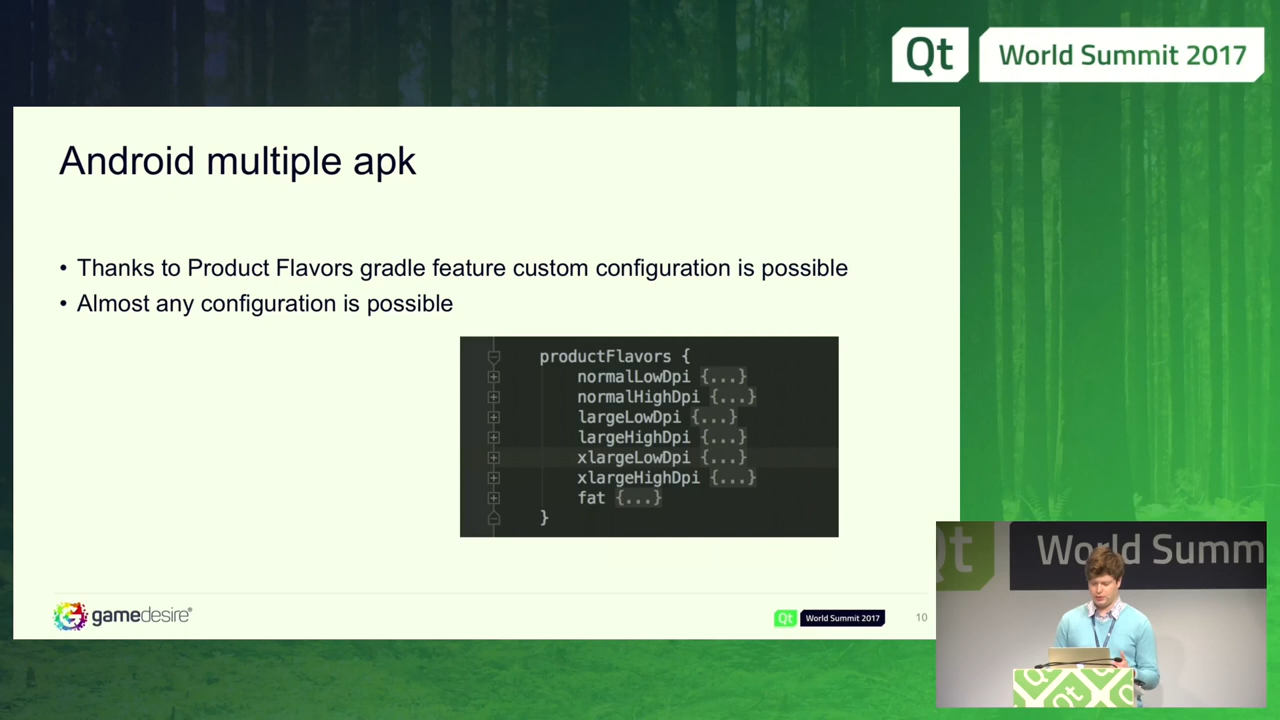 Qt World Summit 2017
Android multiple apk
• Thanks to Product Flavors gradle feature custom configuration is possible
• Almost any configuration is possible
productFlavors {
normalLowDpi {...}
normalHighDpi {...}
largeLowDpi {...}
largeHighDpi {...}
xlargeLowDpi {...}
xlargeHighDpi {...}
fat {...}
}
gamedesire®
Qt World Summit 2017
10
Qt World Summ
Qt